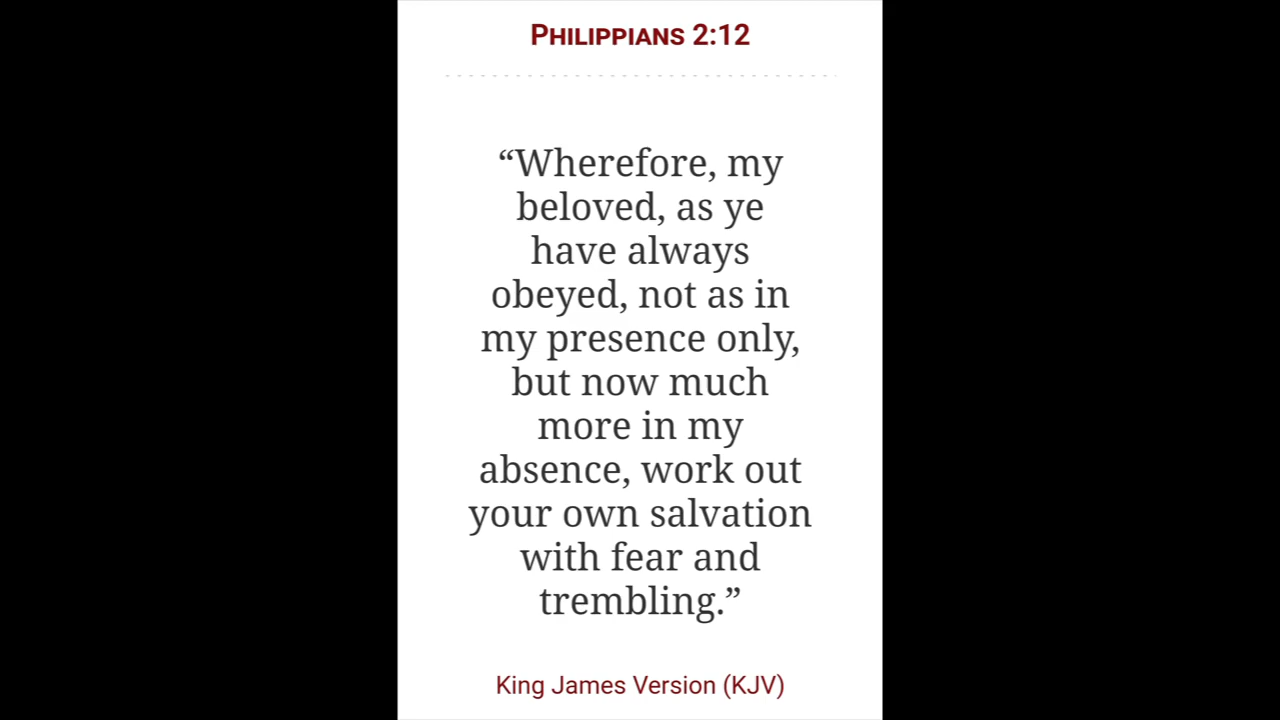 Philippians 2:12
“Wherefore, my
beloved, as ye
have always
obeyed, not as in
my presence only,
but now much
more in my
absence, work out
your own salvation
with fear and
trembling.”
King James Version (KJV)